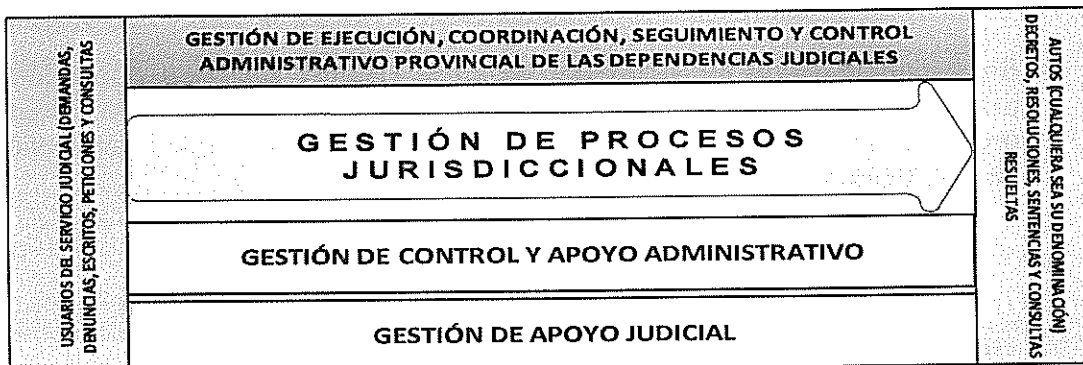 USUARIOS DEL SERVICIO JUDICIAL (DEMANDAS,
DENUNCIAS, ESCRITOS, PETICIONES Y CONSULTAS
GESTIÓN DE EJECUCIÓN, COORDINACIÓN, SEGUIMIENTO Y CONTROL
ADMINISTRATIVO PROVINCIAL DE LAS DEPENDENCIAS JUDICIALES
GESTIÓN DE PROCESOS
JURISDICCIONALES
GESTIÓN DE CONTROL Y APOYO ADMINISTRATIVO
GESTIÓN DE APOYO JUDICIAL
AUTOS (CUALQUIERA SEA SU DENOMINACIÓN)
DECRETOS, RESOLUCIONES, SENTENCIAS Y CONSULTAS
RESUELTAS